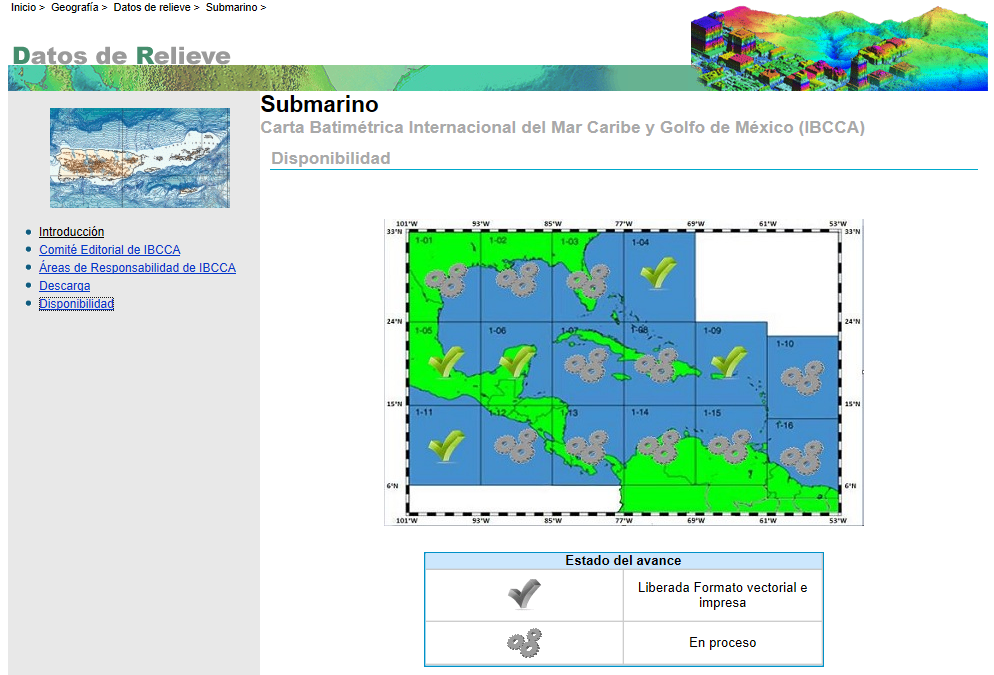 Inicio > Geografía > Datos de relieve > Submarino >
Datos de Relieve
Submarino
Carta Batimétrica Internacional del Mar Caribe y Golfo de México (IBCCA)
Disponibilidad
Introducción
Comité Editorial de IBCCA
Áreas de Responsabilidad de IBCCA
Descarga
Disponibilidad
101°W 93°W 85°W 77°W 69°W 61°W 53°W
33°N 33°N
1-01 1-02 1-03 1-04
24°N 24°N
1-05 1-06 1-07 1-08 1-09
1-10
15°N 15°N
1-11 1-12 1-13 1-14 1-15
1-16
6°N 6°N
101°W 93°W 85°W 77°W 69°W 61°W 53°W
Estado del avance
Liberada Formato vectorial e
impresa
En proceso